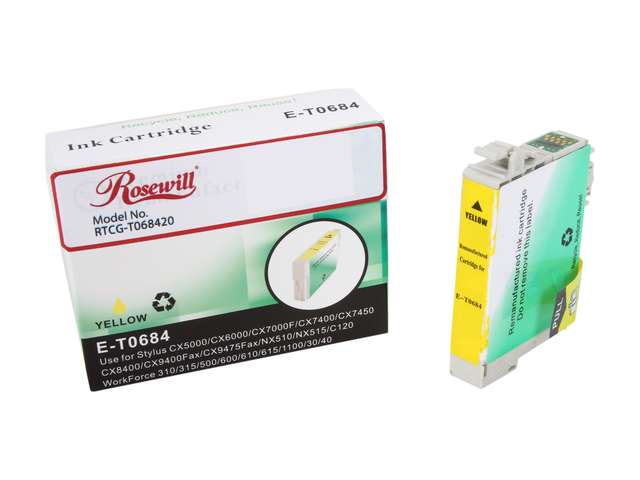 Recycle, Reduce, Reuse!
Ink Cartridge
E-T0684
Rosewill®
Model No.
RTCG-T068420
YELLOW
E-T0684
Use for Stylus CX5000/CX6000/CX7000F/CX7400/CX7450
CX8400/CX9400Fax/CX9475Fax/NX510/NX515/C120
WorkForce 310/315/500/600/610/615/1100/30/40
YELLOW
Remanufactured
Cartridge for
E-T0684
Remanufactured ink cartridge
Do not remove this label.
PULL